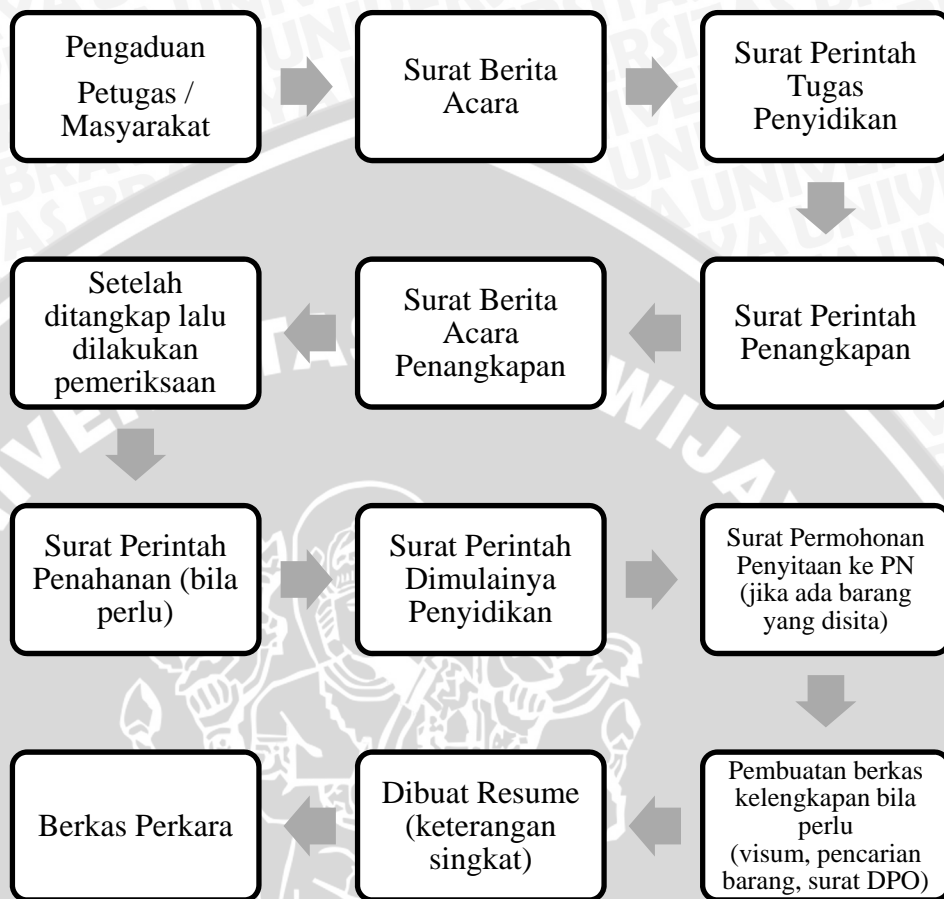 Pengaduan
Petugas /
Masyarakat
Surat Berita
Acara
Surat Perintah
Tugas
Penyidikan
Surat Perintah
Penangkapan
Surat Berita
Acara
Penangkapan
Setelah
ditangkap lalu
dilakukan
pemeriksaan
Surat Perintah
Penahanan (bila
perlu)
Surat Perintah
Dimulainya
Penyidikan
Surat Permohonan
Penyitaan ke PN
(jika ada barang
yang disita)
Pembuatan berkas
kelengkapan bila
perlu
(visum, pencarian
barang, surat DPO)
Dibuat Resume
(keterangan
singkat)
Berkas Perkara